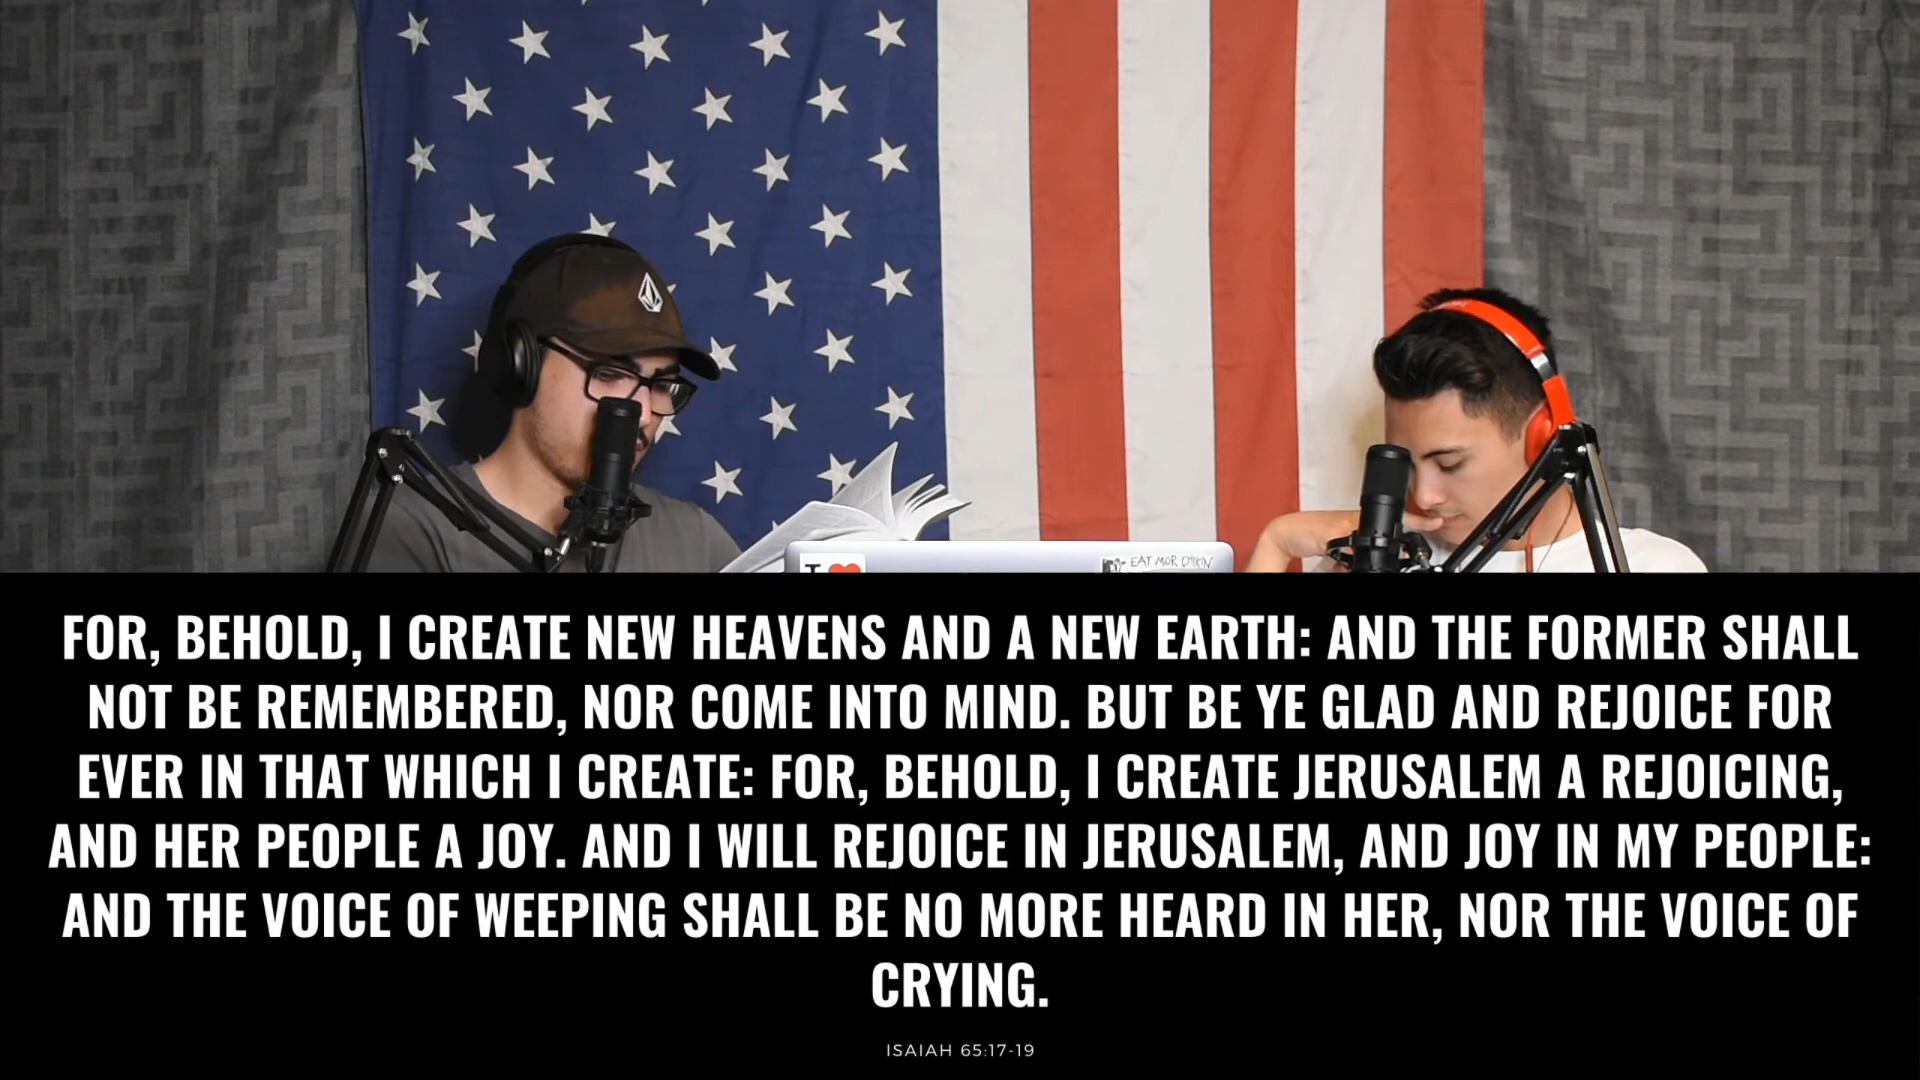 I
EAT MOR CHIKIN
FOR, BEHOLD, I CREATE NEW HEAVENS AND A NEW EARTH: AND THE FORMER SHALL
NOT BE REMEMBERED, NOR COME INTO MIND. BUT BE YE GLAD AND REJOICE FOR
EVER IN THAT WHICH I CREATE: FOR, BEHOLD, I CREATE JERUSALEM A REJOICING,
AND HER PEOPLE A JOY. AND I WILL REJOICE IN JERUSALEM, AND JOY IN MY PEOPLE:
AND THE VOICE OF WEEPING SHALL BE NO MORE HEARD IN HER, NOR THE VOICE OF
CRYING.
ISAIAH 65:17-19